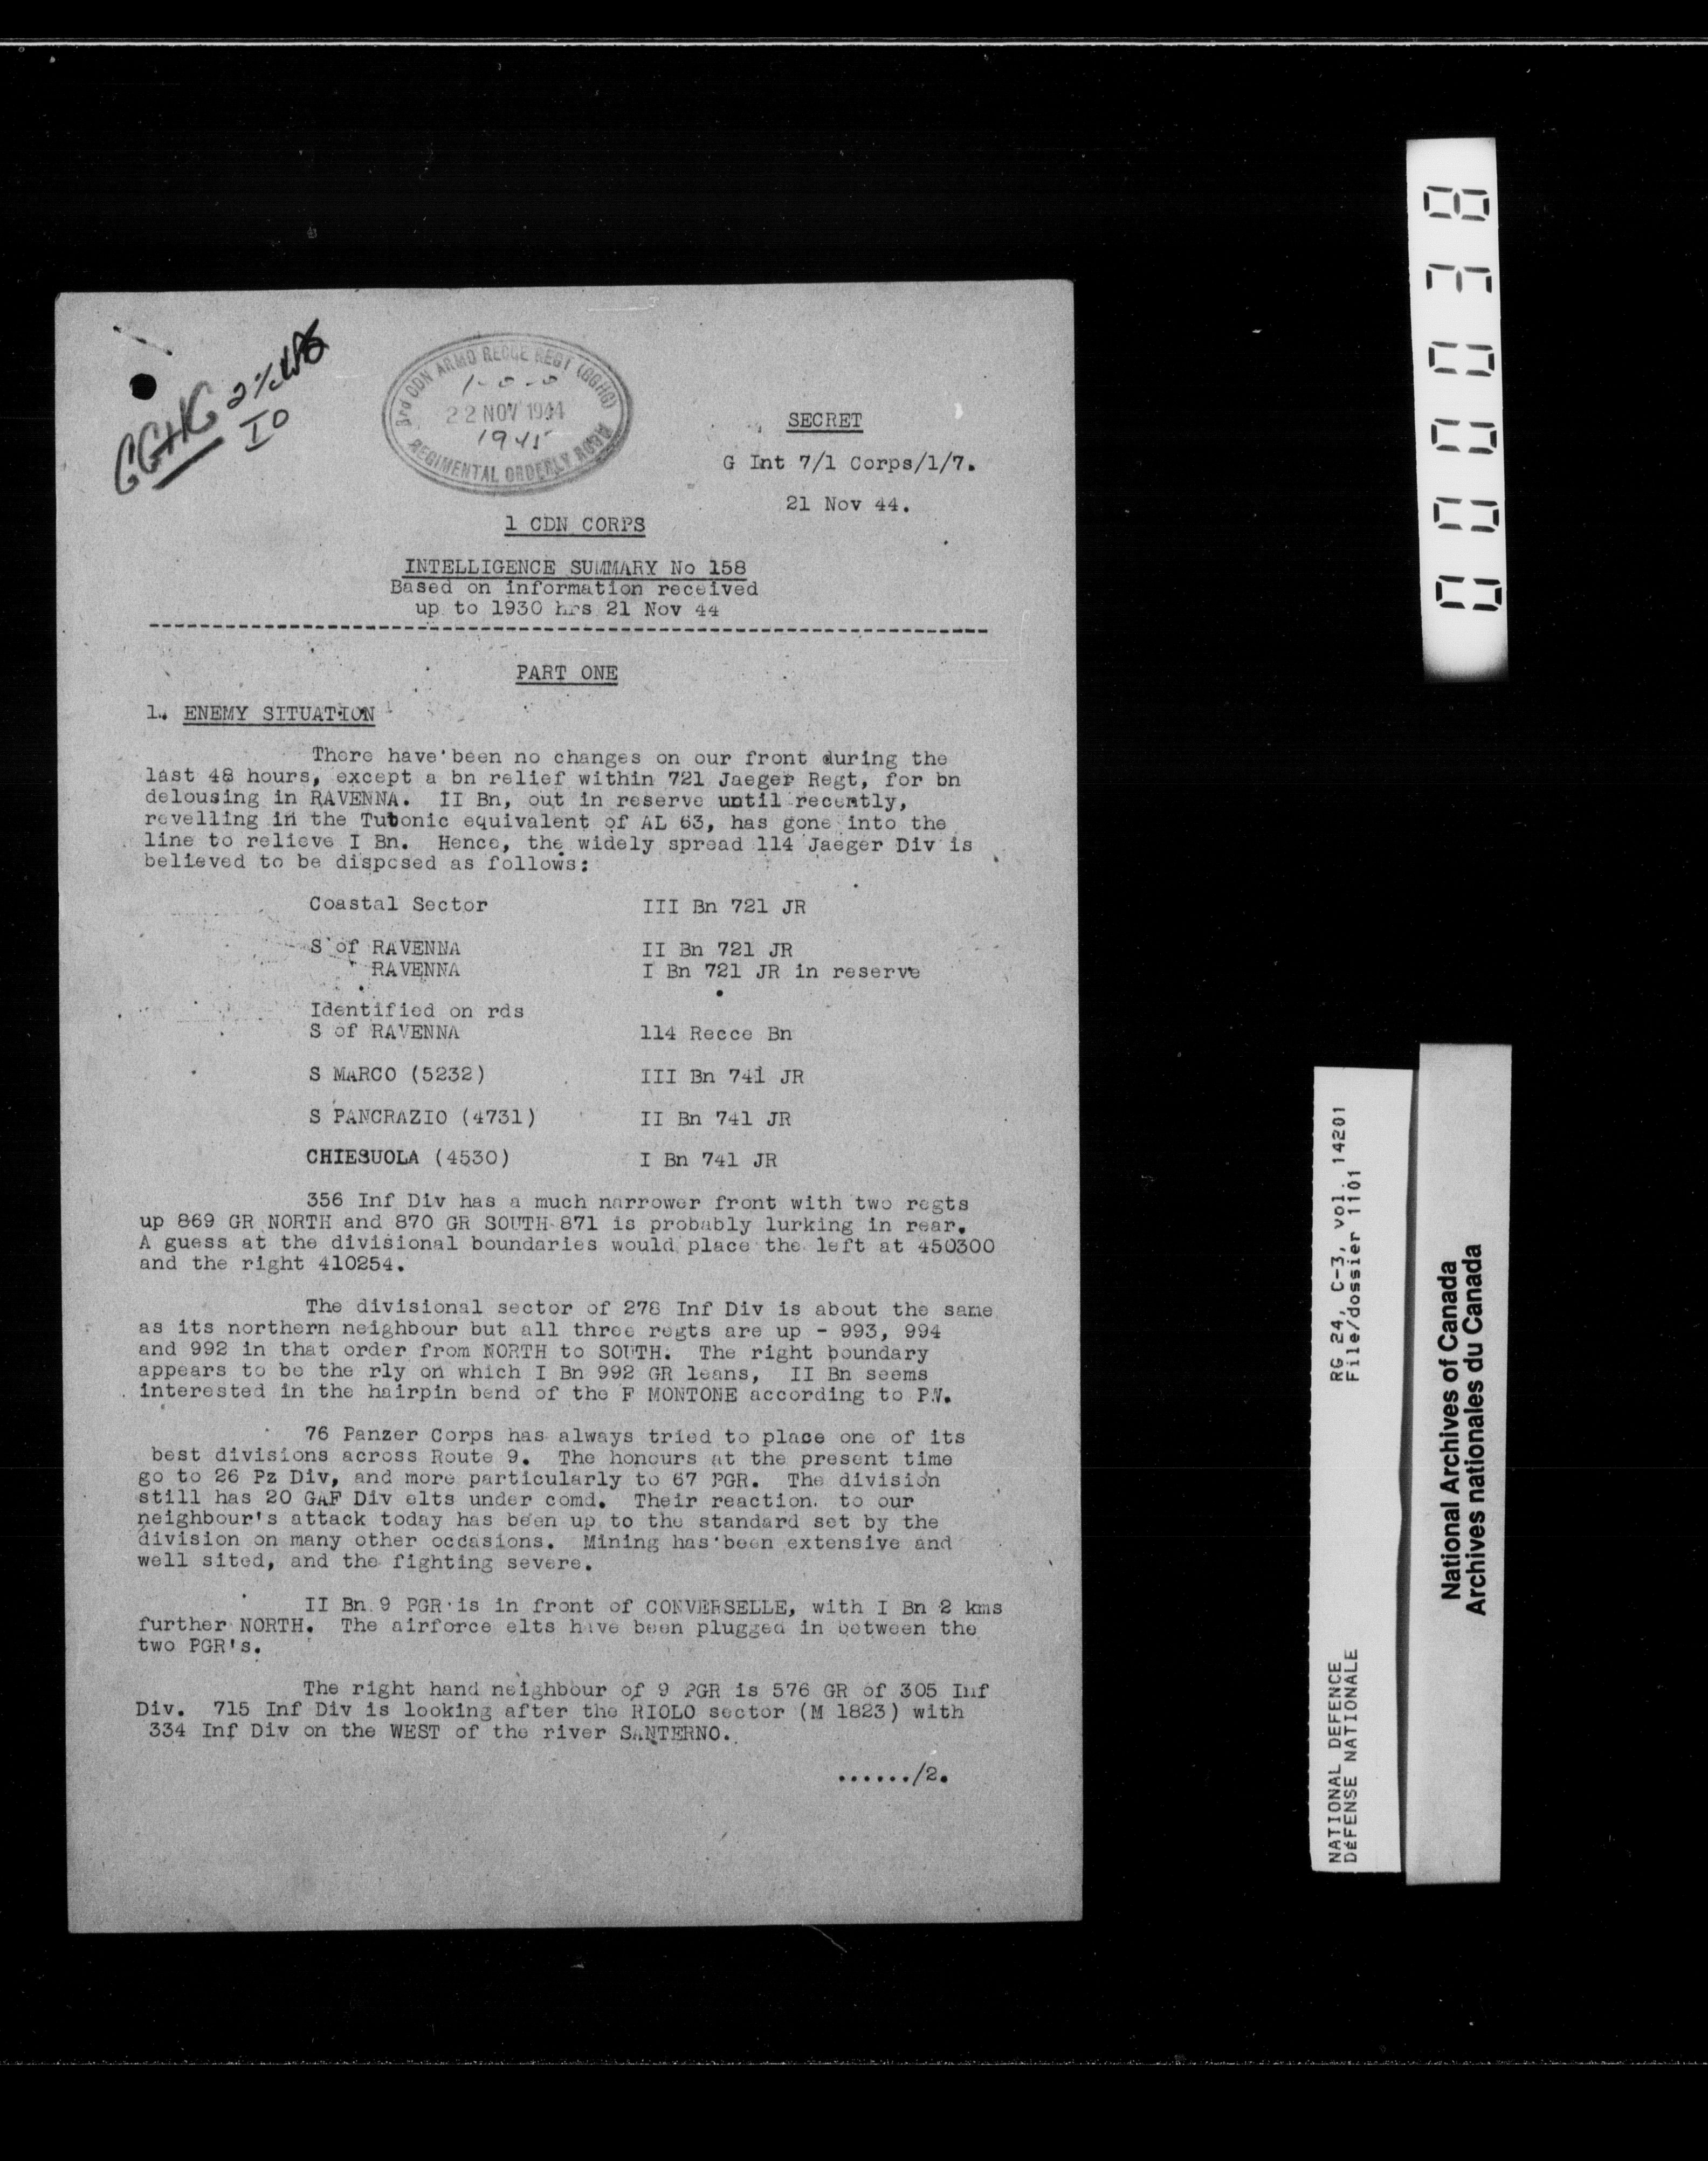 GGHG
IO
3rd CDN ARMD RECCE REGT (GGHG)
1-0-0
22 NOV 1944
1945
REGIMENTAL ORDERLY ROOM
SECRET
G Int 7/1 Corps/1/7.
21 Nov 44.
1 CDN CORPS
INTELLIGENCE SUMMARY No 158
Based on information received
up to 1930 hrs 21 Nov 44
PART ONE
1. ENEMY SITUATION
There have been no changes on our front during the
last 48 hours, except a bn relief within 721 Jaeger Regt, for bn
delousing in RAVENNA. II Bn, out in reserve until recently,
revelling in the Tutonic equivalent of AL 63, has gone into the
line to relieve I Bn. Hence, the widely spread 114 Jaeger Div is
believed to be disposed as follows:
Coastal Sector III Bn 721 JR
S of RAVENNA II Bn 721 JR
" RAVENNA I Bn 721 JR in reserve
Identified on rds
S of RAVENNA 114 Recce Bn
S MARCO (5232) III Bn 741 JR
S PANCRAZIO (4731) II Bn 741 JR
CHIESUOLA (4530) I Bn 741 JR
356 Inf Div has a much narrower front with two regts
up 869 GR NORTH and 870 GR SOUTH 871 is probably lurking in rear.
A guess at the divisional boundaries would place the left at 450300
and the right 410254.
The divisional sector of 278 Inf Div is about the same
as its northern neighbour but all three regts are up - 993, 994
and 992 in that order from NORTH to SOUTH. The right boundary
appears to be the rly on which I Bn 992 GR leans, II Bn seems
interested in the hairpin bend of the F MONTONE according to PW.
76 Panzer Corps has always tried to place one of its
best divisions across Route 9. The honours at the present time
go to 26 Pz Div, and more particularly to 67 PGR. The division
still has 20 GAF Div elts under comd. Their reaction. to our
neighbour's attack today has been up to the standard set by the
division on many other occasions. Mining has been extensive and
well sited, and the fighting severe.
II Bn 9 PGR is in front of CONVERSELLE, with I Bn 2 kms
further NORTH. The airforce elts have been plugged in between the
two PGR's.
The right hand neighbour of 9 PGR is 576 GR of 305 Inf
Div. 715 Inf Div is looking after the RIOLO sector (M 1823) with
334 Inf Div on the WEST of the river SANTERNO.
....../2.
000038
RG 24, C-3, vol. 14201
File/dossier 1101
NATIONAL DEFENCE
DÉFENSE NATIONALE
National Archives of Canada
Archives nationales du Canada